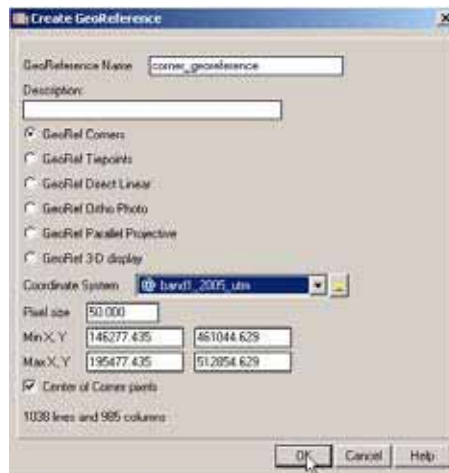 Create GeoReference
GeoReference Name corner_georeference
Description:
GeoRef Corners
GeoRef Tiepoints
GeoRef Direct Linear
GeoRef Ortho Photo
GeoRef Parallel Projective
GeoRef 3-D display
Coordinate System band1_2005_utm
Pixel size 50.000
Min X, Y 146277.435 461044.629
Max X, Y 195477.435 512854.629
Center of Corner pixels
1038 lines and 985 columns
OK Cancel Help